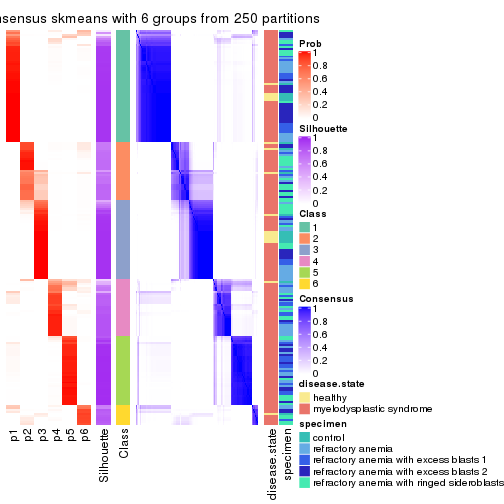 nsensus skmeans with 6 groups from 250 partitions
Prob
1
0.8
0.6
0.4
0.2
0
Silhouette
1
0.8
0.6
0.4
0.2
0
Class
1
2
3
4
5
6
Consensus
1
0.8
0.6
0.4
0.2
0
disease.state
healthy
myelodysplastic syndrome
specimen
control
refractory anemia
refractory anemia with excess blasts 1
refractory anemia with excess blasts 2
refractory anemia with ringed sideroblasts
p1
p2
p3
p4
p5
p6
Silhouette
Class
disease.state
specimen